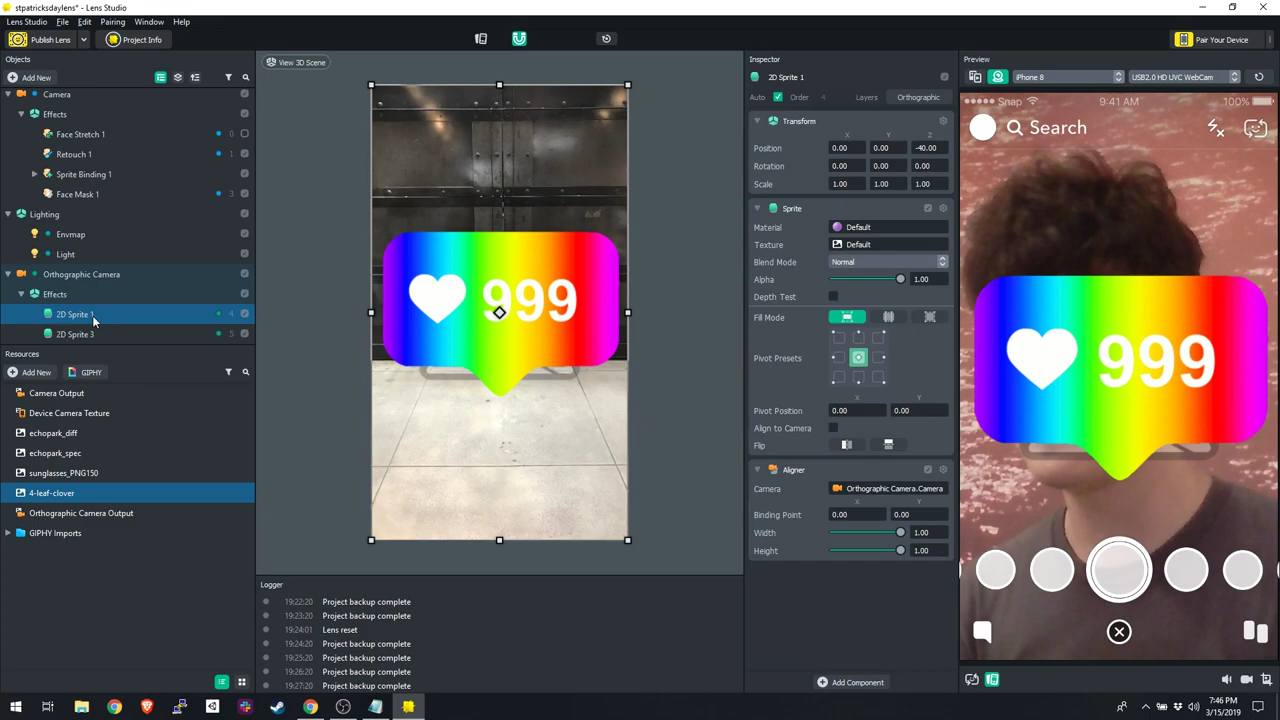 stpatricksdaylens* - Lens Studio
Lens Studio File Edit Pairing Window Help
Publish Lens Project Info Pair Your Device
Objects
Add New
Camera
Effects
Face Stretch 1 0
Retouch 1 1
Sprite Binding 1
Face Mask 1 3
Lighting
Envmap
Light
Orthographic Camera
Effects
2D Sprite 1 4
2D Sprite 3 5
Resources
Add New GIPHY
Camera Output
Device Camera Texture
echopark_diff
echopark_spec
sunglasses_PNG150
4-leaf-clover
Orthographic Camera Output
GIPHY Imports
View 3D Scene
999
Logger
19:22:20 Project backup complete
19:23:20 Project backup complete
19:24:01 Lens reset
19:24:20 Project backup complete
19:25:20 Project backup complete
19:26:20 Project backup complete
19:27:20 Project backup complete
Inspector
2D Sprite 1
Auto Order 4 Layers Orthographic
Transform
X Y Z
Position 0.00 0.00 -40.00
Rotation 0.00 0.00 0.00
Scale 1.00 1.00 1.00
Sprite
Material Default
Texture Default
Blend Mode Normal
Alpha 1.00
Depth Test
Fill Mode
Pivot Presets
X Y
Pivot Position 0.00 0.00
Align to Camera
Flip
Aligner
Camera Orthographic Camera.Camera
X Y
Binding Point 0.00 0.00
Width 1.00
Height 1.00
Add Component
Preview
iPhone 8 USB2.0 HD UVC WebCam
Snap 9:41 AM 100%
Search
999
7:46 PM
3/15/2019